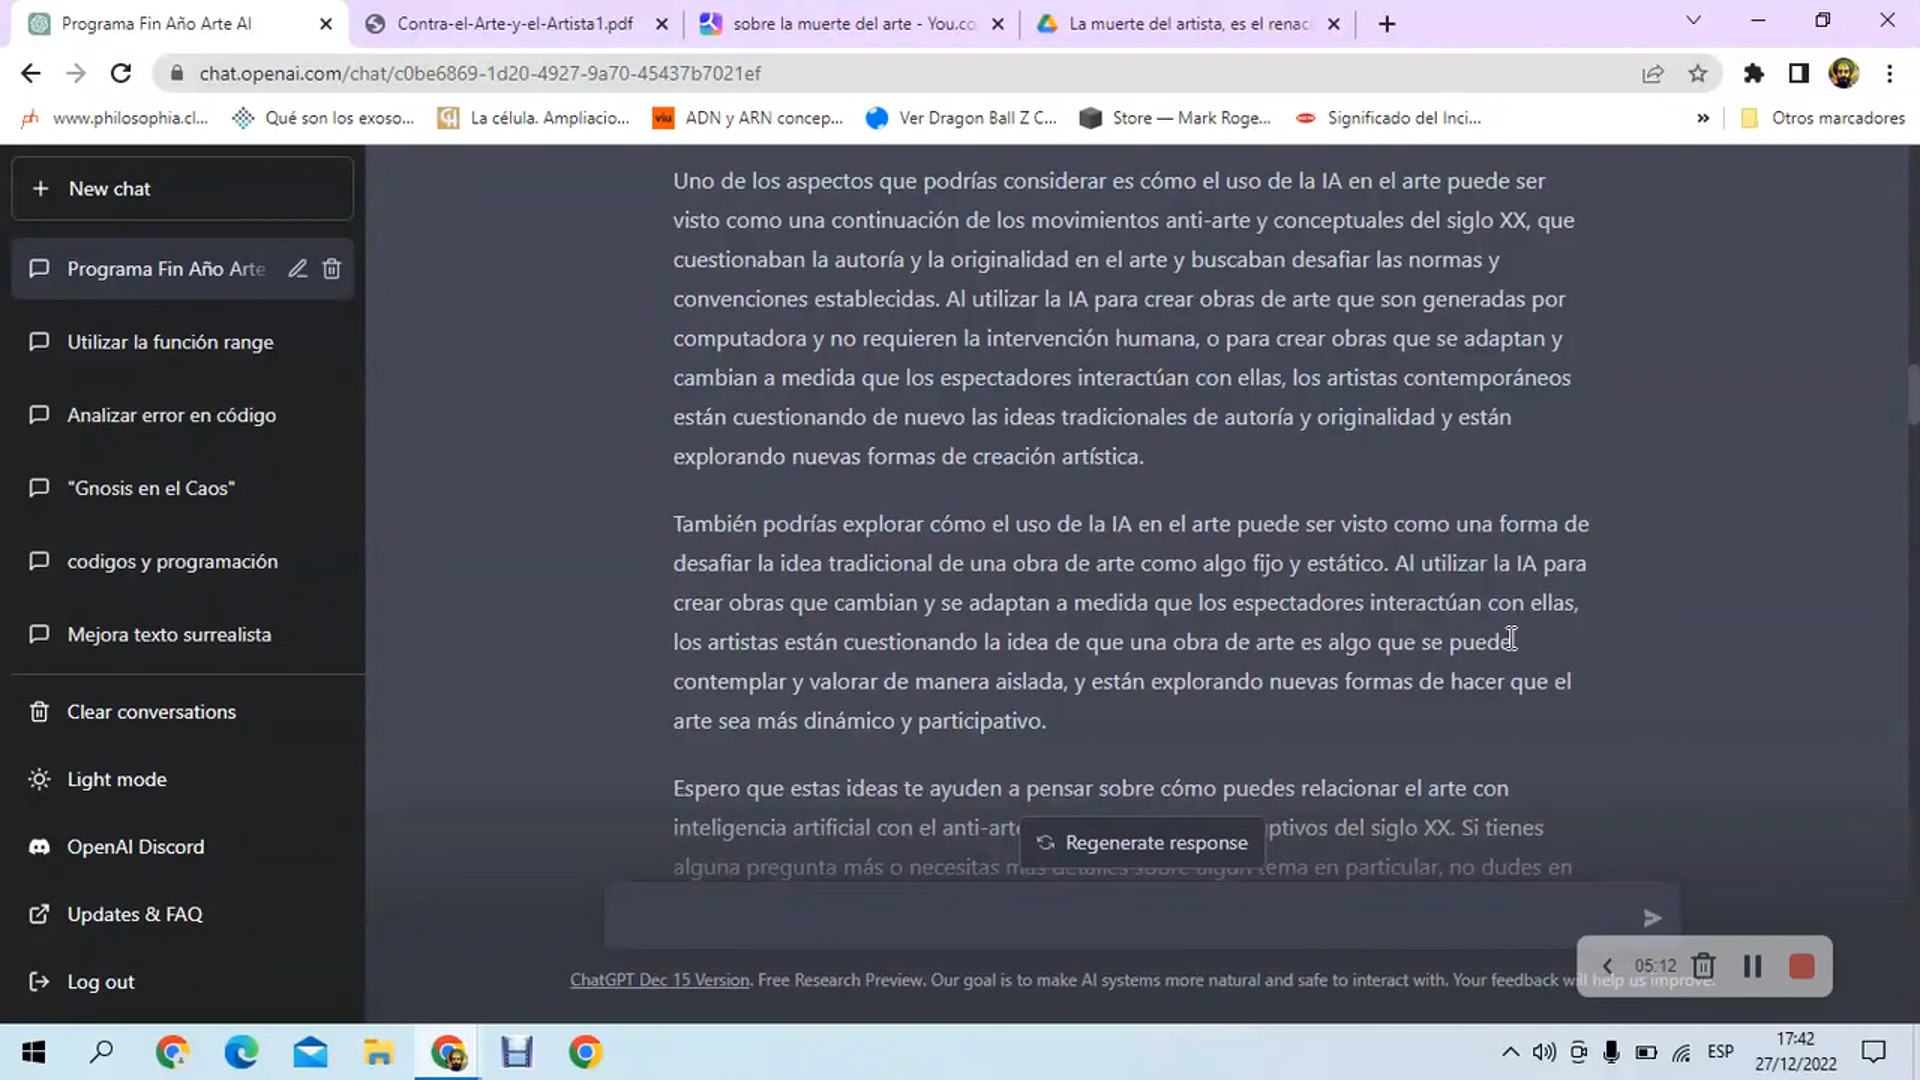 Programa Fin Año Arte AI
Contra-el-Arte-y-el-Artista1.pdf
sobre la muerte del arte - You.co
La muerte del artista, es el renac
chat.openai.com/chat/c0be6869-1d20-4927-9a70-45437b7021ef
www.philosophia.cl...
Qué son los exoso...
La célula. Ampliacio...
viu
ADN y ARN concep...
Ver Dragon Ball Z C...
Store — Mark Roge...
Significado del Inci...
»
Otros marcadores
New chat
Programa Fin Año Arte
Utilizar la función range
Analizar error en código
"Gnosis en el Caos"
codigos y programación
Mejora texto surrealista
Clear conversations
Light mode
OpenAI Discord
Updates & FAQ
Log out
Uno de los aspectos que podrías considerar es cómo el uso de la IA en el arte puede ser
visto como una continuación de los movimientos anti-arte y conceptuales del siglo XX, que
cuestionaban la autoría y la originalidad en el arte y buscaban desafiar las normas y
convenciones establecidas. Al utilizar la IA para crear obras de arte que son generadas por
computadora y no requieren la intervención humana, o para crear obras que se adaptan y
cambian a medida que los espectadores interactúan con ellas, los artistas contemporáneos
están cuestionando de nuevo las ideas tradicionales de autoría y originalidad y están
explorando nuevas formas de creación artística.
También podrías explorar cómo el uso de la IA en el arte puede ser visto como una forma de
desafiar la idea tradicional de una obra de arte como algo fijo y estático. Al utilizar la IA para
crear obras que cambian y se adaptan a medida que los espectadores interactúan con ellas,
los artistas están cuestionando la idea de que una obra de arte es algo que se puede
contemplar y valorar de manera aislada, y están explorando nuevas formas de hacer que el
arte sea más dinámico y participativo.
Espero que estas ideas te ayuden a pensar sobre cómo puedes relacionar el arte con
inteligencia artificial con el anti-arte ptivos del siglo XX. Si tienes
alguna pregunta más o necesitas más detalles sobre algún tema en particular, no dudes en
Regenerate response
ChatGPT Dec 15 Version. Free Research Preview. Our goal is to make AI systems more natural and safe to interact with. Your feedback will help us improve.
05:12
ESP
17:42
27/12/2022